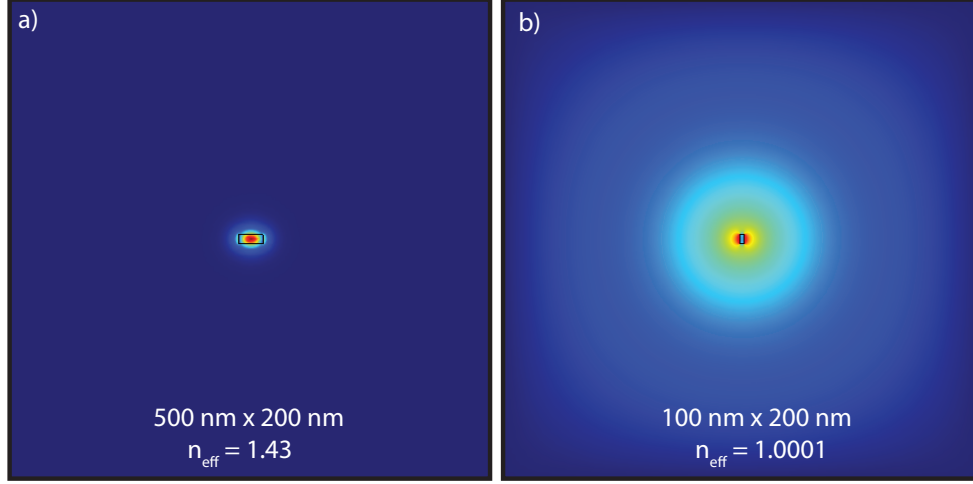 a)
500 nm x 200 nm
n_eff = 1.43
b)
100 nm x 200 nm
n_eff = 1.0001